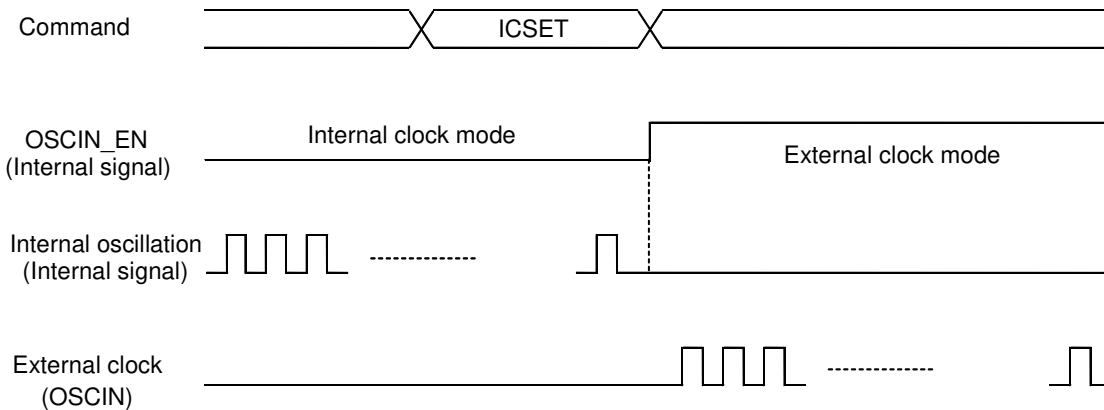 Command
ICSET
OSCIN_EN
(Internal signal)
Internal clock mode
External clock mode
Internal oscillation
(Internal signal)
External clock
(OSCIN)